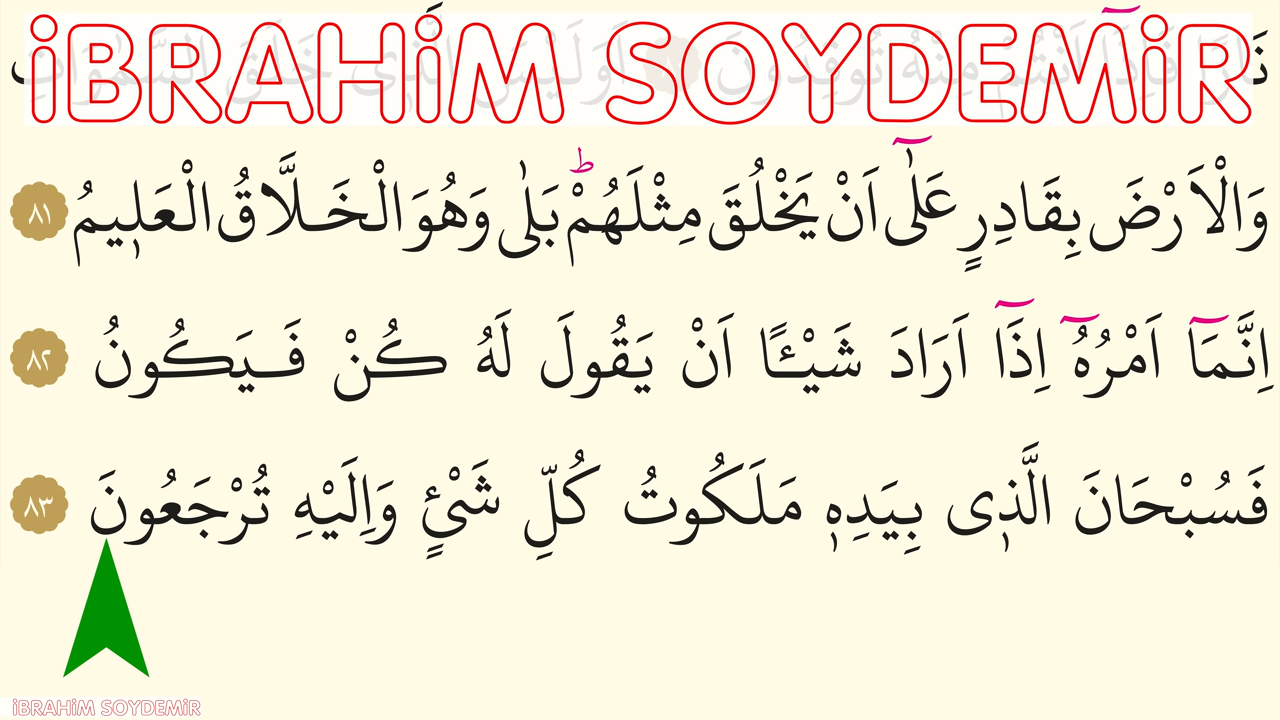 İBRAHİM SOYDEMİR
وَالْاَرْضَ بِقَادِرٍ عَلٰٓى اَنْ يَخْلُقَ مِثْلَهُمْۜ بَلٰى وَهُوَ الْخَلَّاقُ الْعَلٖيمُ ٨١
اِنَّمَٓا اَمْرُهُٓ اِذَٓا اَرَادَ شَيْـًٔا اَنْ يَقُولَ لَهُ كُنْ فَيَكُونُ ٨٢
فَسُبْحَانَ الَّذٖى بِيَدِهٖ مَلَكُوتُ كُلِّ شَیْءٍ وَاِلَيْهِ تُرْجَعُونَ ٨٣
İBRAHİM SOYDEMİR